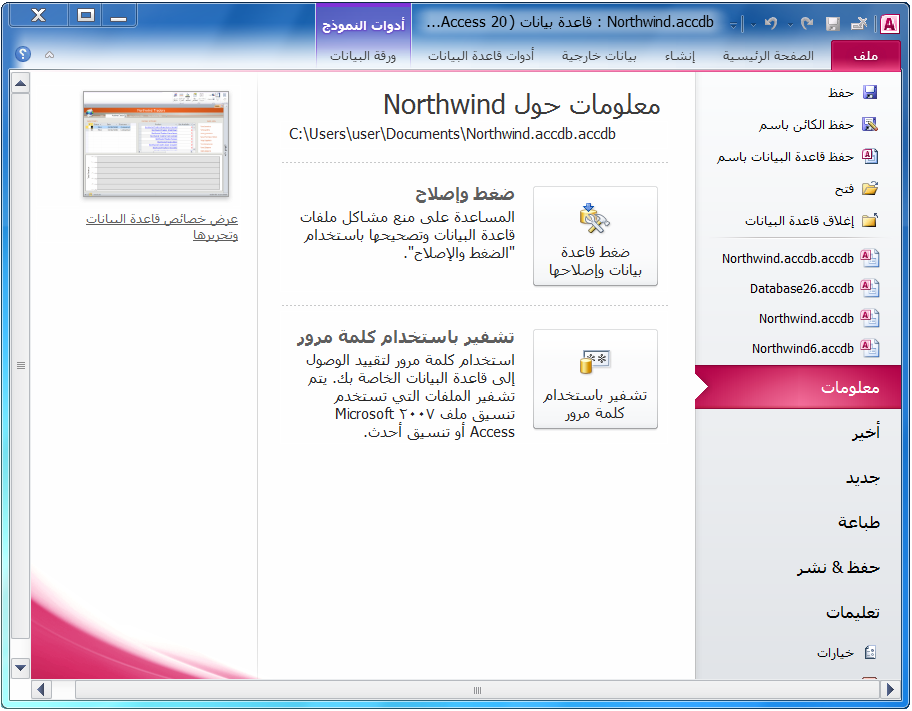 Northwind.accdb : قاعدة بيانات (Access 20...
أدوات النموذج
ملف
الصفحة الرئيسية
إنشاء
بيانات خارجية
أدوات قاعدة البيانات
ورقة البيانات
حفظ
حفظ الكائن باسم
حفظ قاعدة البيانات باسم
فتح
إغلاق قاعدة البيانات
Northwind.accdb.accdb
Database26.accdb
Northwind.accdb
Northwind6.accdb
معلومات
أخير
جديد
طباعة
حفظ & نشر
تعليمات
خيارات
معلومات حول Northwind
C:\Users\user\Documents\Northwind.accdb.accdb
ضغط قاعدة
بيانات وإصلاحها
ضغط وإصلاح
المساعدة على منع مشاكل ملفات
قاعدة البيانات وتصحيحها باستخدام
"الضغط والإصلاح".
تشفير باستخدام
كلمة مرور
تشفير باستخدام كلمة مرور
استخدام كلمة مرور لتقييد الوصول
إلى قاعدة البيانات الخاصة بك. يتم
تشفير الملفات التي تستخدم
تنسيق ملف ٢٠٠٧ Microsoft
Access أو تنسيق أحدث.
عرض خصائص قاعدة البيانات
وتحريرها